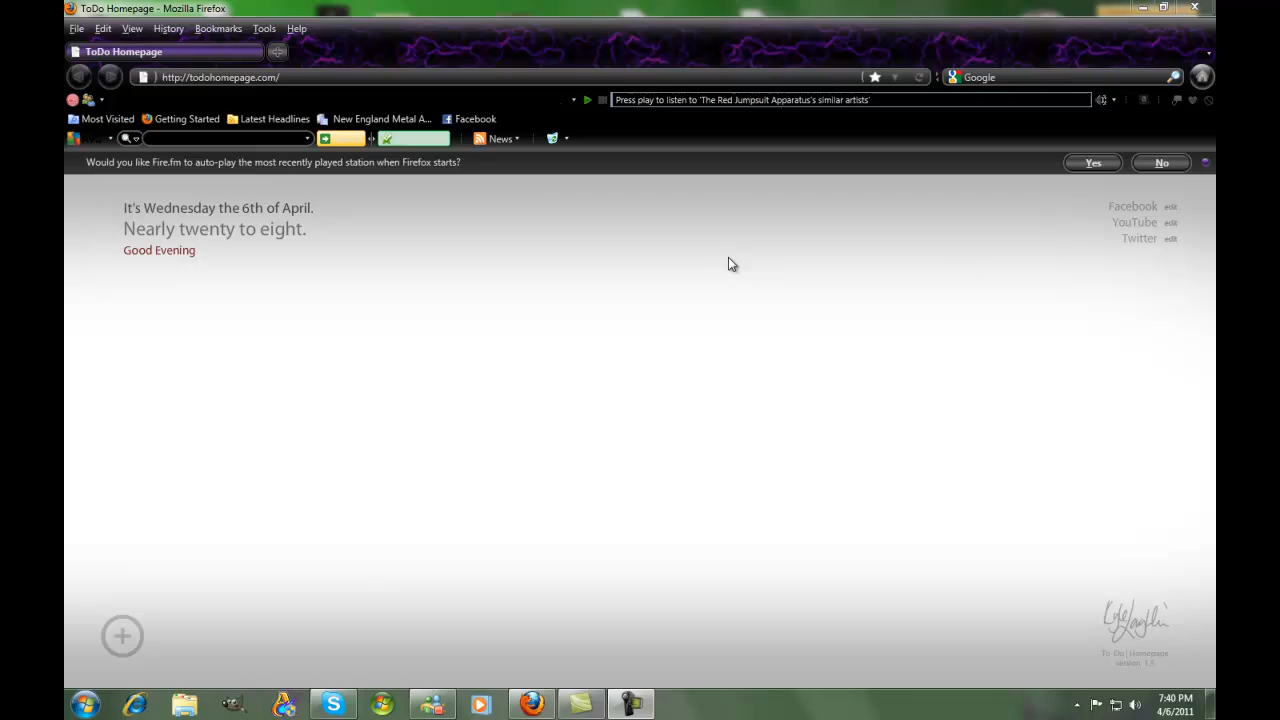 ToDo Homepage - Mozilla Firefox
File Edit View History Bookmarks Tools Help
ToDo Homepage
http://todohomepage.com/
Google
Press play to listen to 'The Red Jumpsuit Apparatus's similar artists'
Most Visited Getting Started Latest Headlines New England Metal A... Facebook
News
Would you like Fire.fm to auto-play the most recently played station when Firefox starts?
Yes No
It's Wednesday the 6th of April.
Nearly twenty to eight.
Good Evening
Facebook edit
YouTube edit
Twitter edit
To Do | Homepage
version 1.5
7:40 PM
4/6/2011